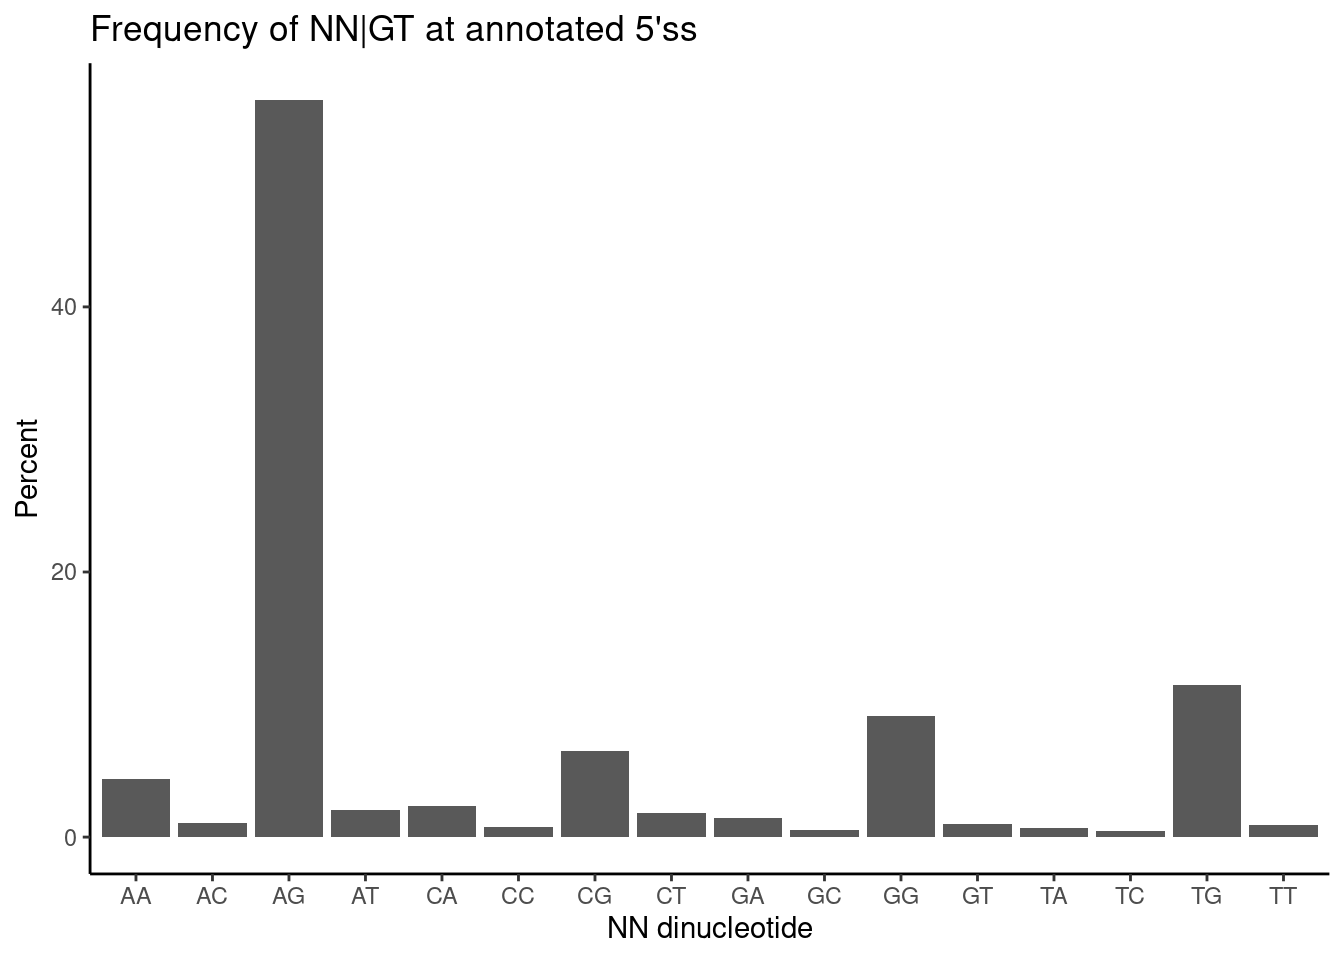 Frequency of NN|GT at annotated 5'ss
Percent
40
20
0
AA AC AG AT CA CC CG CT GA GC GG GT TA TC TG TT
NN dinucleotide